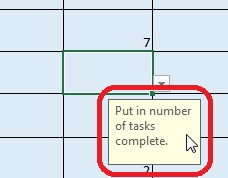 7
Put in number
of tasks
complete.
2